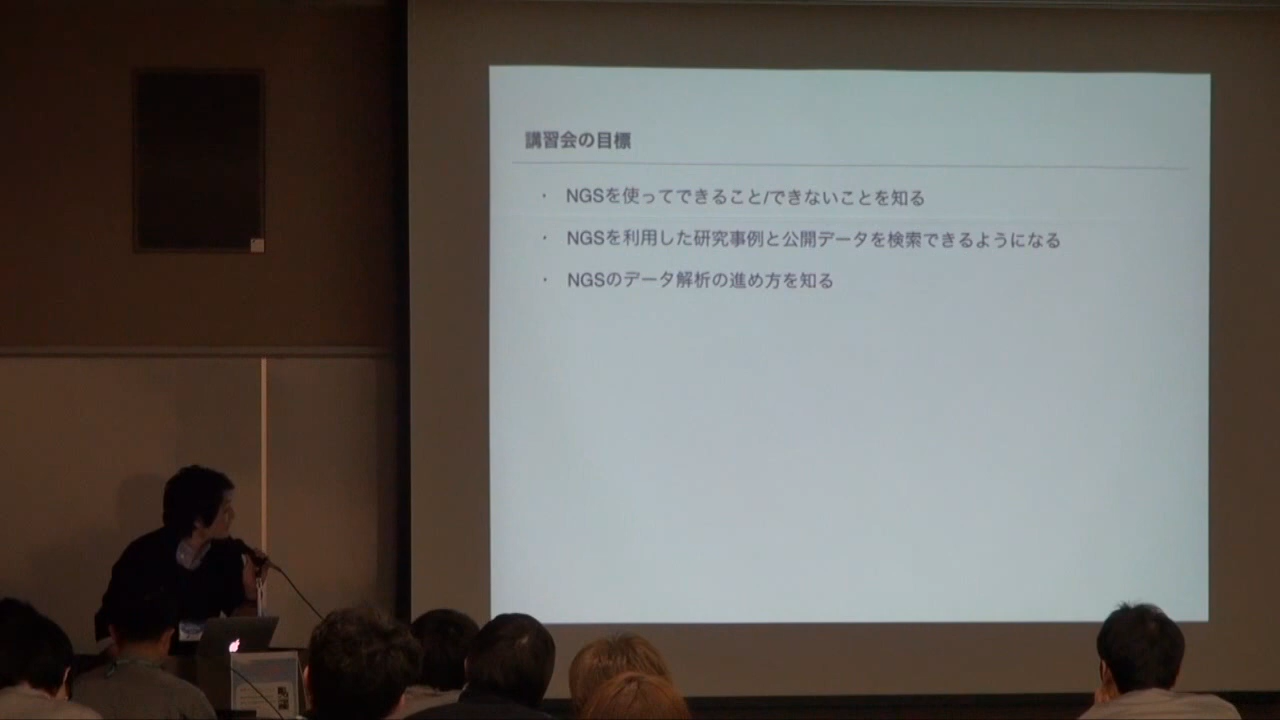 講習会の目標
・ NGSを使ってできること/できないことを知る
・ NGSを利用した研究事例と公開データを検索できるようになる
・ NGSのデータ解析の進め方を知る